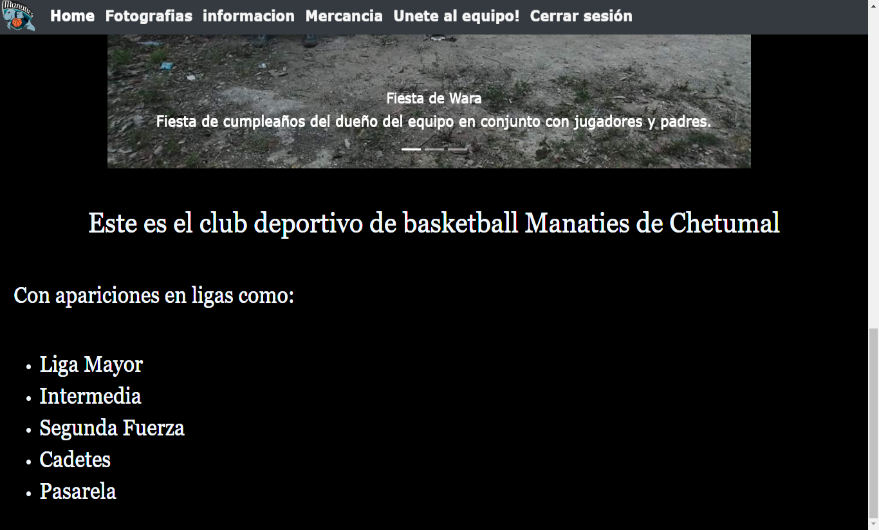 Manaties
Home Fotografias informacion Mercancia Unete al equipo! Cerrar sesión
Fiesta de Wara
Fiesta de cumpleaños del dueño del equipo en conjunto con jugadores y padres.
Este es el club deportivo de basketball Manaties de Chetumal
Con apariciones en ligas como:
• Liga Mayor
• Intermedia
• Segunda Fuerza
• Cadetes
• Pasarela